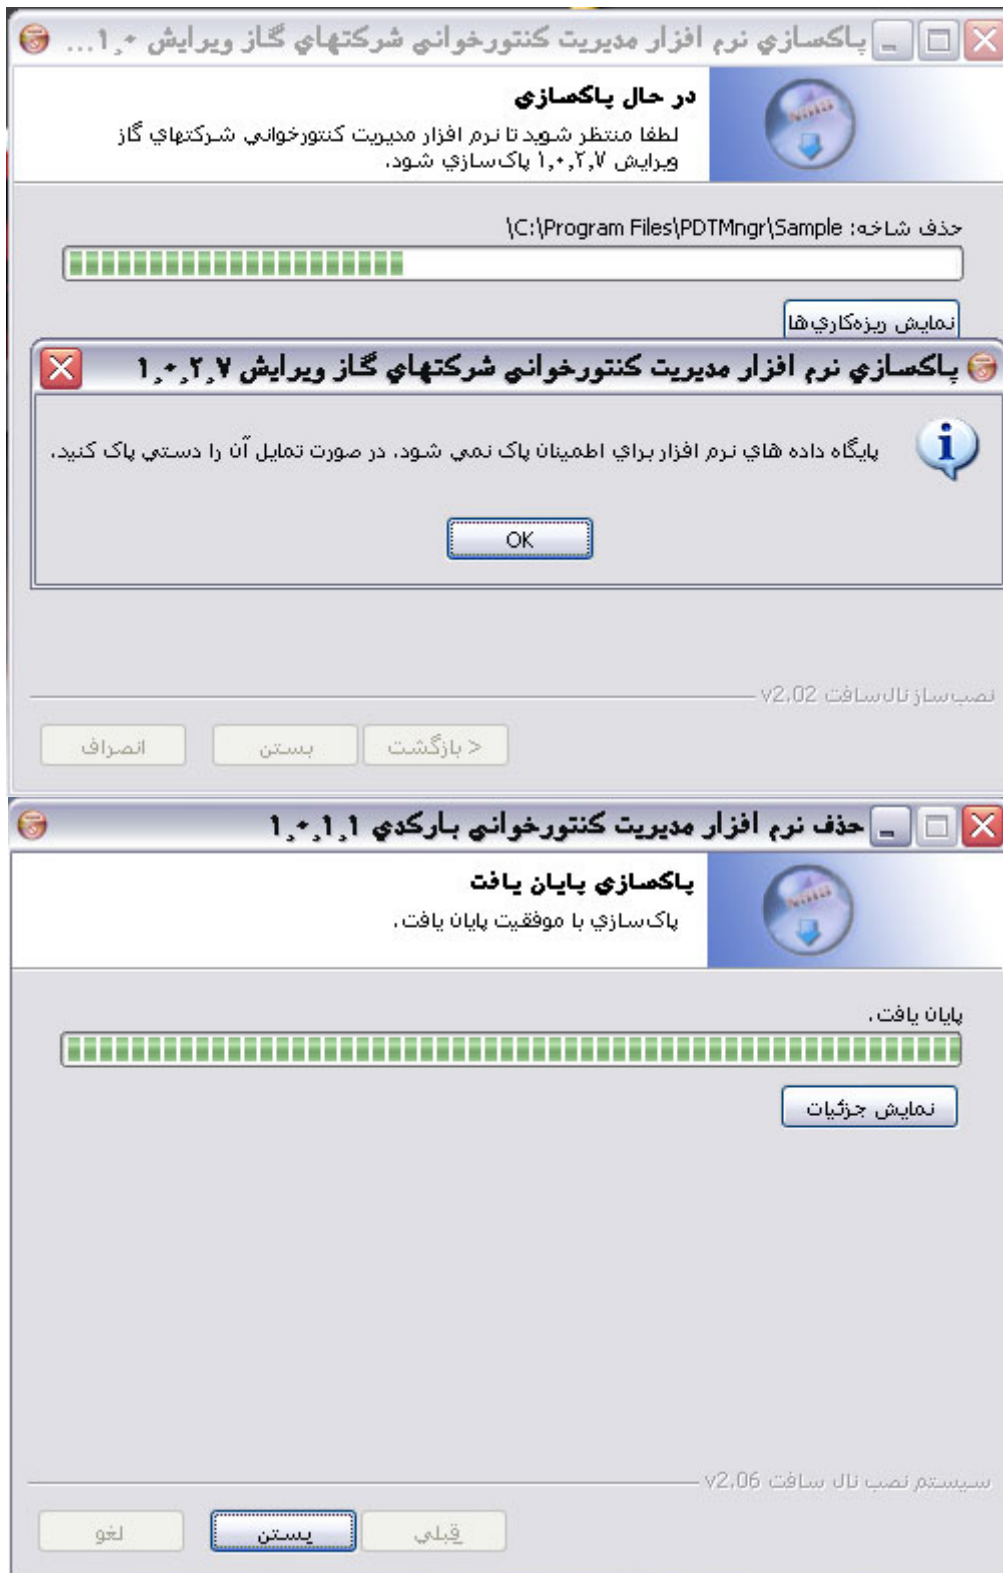 پاکسازي نرم افزار مديريت کنتورخواني شرکتهاي گاز ويرايش ۱٫۰...
در حال پاکسازي
لطفا منتظر شويد تا نرم افزار مديريت کنتورخواني شرکتهاي گاز
ويرايش ۱٫۰٫۲٫۷ پاک‌سازي شود.
حذف شاخه: C:\Program Files\PDTMngr\Sample\
نمايش ريزه‌کاري‌ها
پاکسازي نرم افزار مديريت کنتورخواني شرکتهاي گاز ويرايش ۱٫۰٫۲٫۷
پايگاه داده هاي نرم افزار براي اطمينان پاک نمي شود. در صورت تمايل آن را دستي پاک کنيد.
OK
نصب‌ساز نال‌سافت v2.02
< بازگشت
بستن
انصراف
حذف نرم افزار مديريت کنتورخواني بارکدي ۱٫۰٫۱٫۱
پاکسازي پايان يافت
پاک‌سازي با موفقيت پايان يافت.
پايان يافت.
نمايش جزئيات
سيستم نصب نال سافت v2.06
قبلي
بستن
لغو